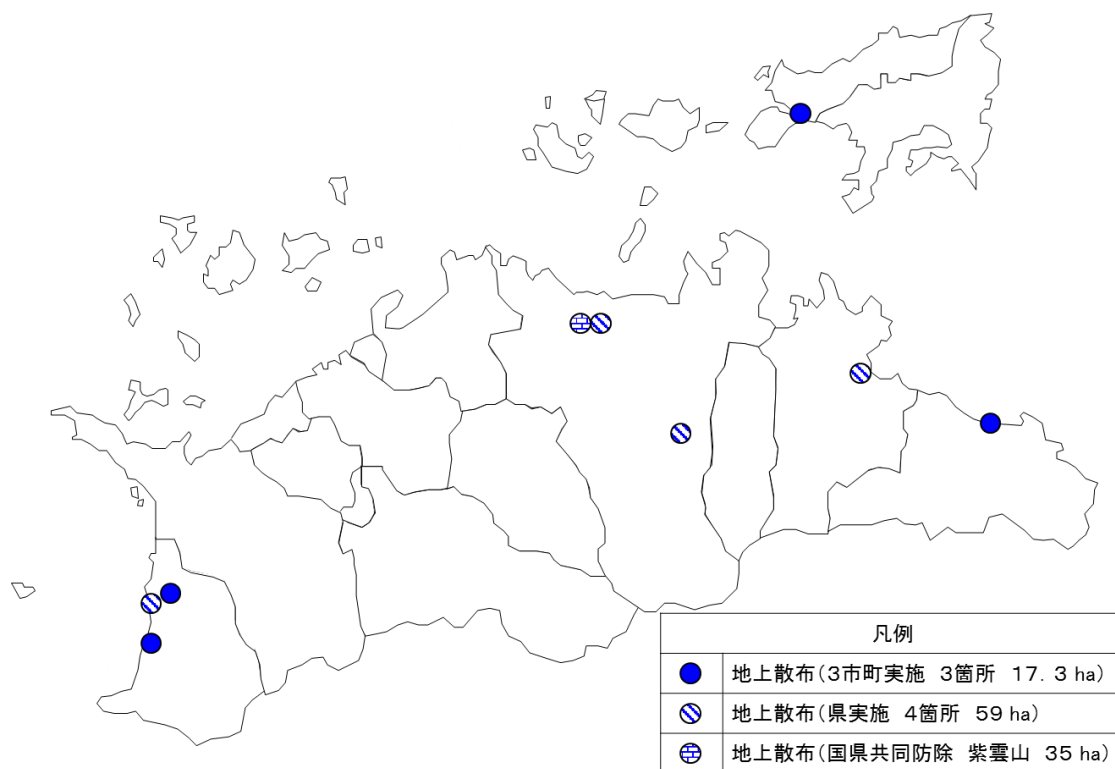 凡例
地上散布(3市町実施 3箇所 17.3 ha)
地上散布(県実施 4箇所 59 ha)
地上散布(国県共同防除 紫雲山 35 ha)